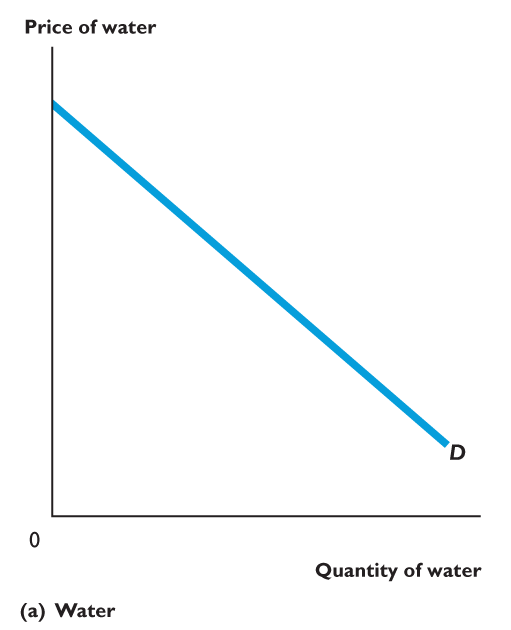 Price of water
D
0
Quantity of water
(a) Water